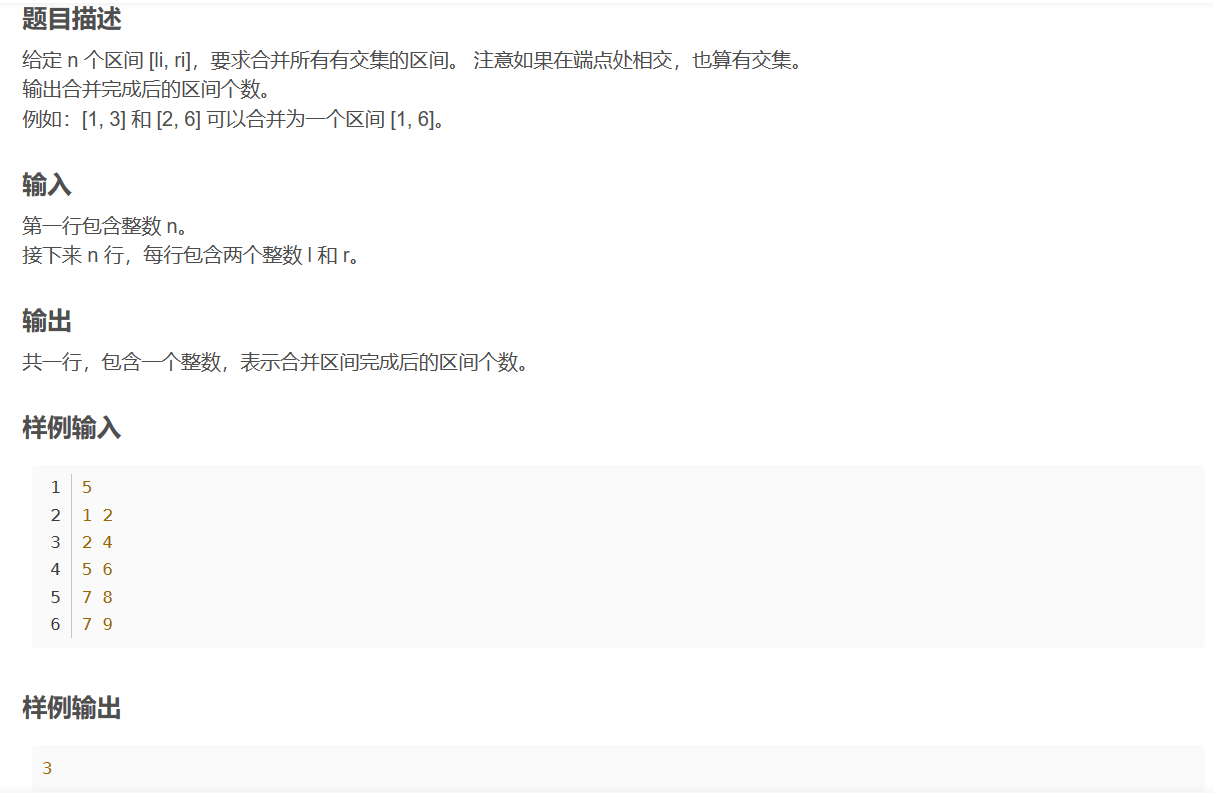 题目描述
给定 n 个区间 [li, ri]，要求合并所有有交集的区间。 注意如果在端点处相交，也算有交集。
输出合并完成后的区间个数。
例如：[1, 3] 和 [2, 6] 可以合并为一个区间 [1, 6]。
输入
第一行包含整数 n。
接下来 n 行，每行包含两个整数 l 和 r。
输出
共一行，包含一个整数，表示合并区间完成后的区间个数。
样例输入
1 5
2 1 2
3 2 4
4 5 6
5 7 8
6 7 9
样例输出
3